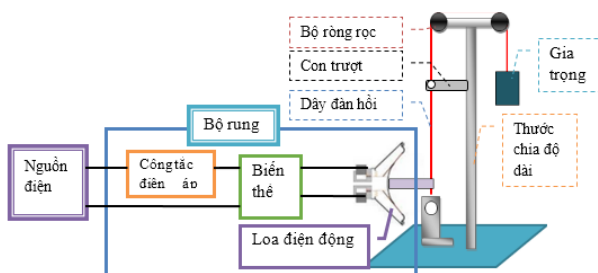 Bộ ròng rọc
Con trượt
Dây đàn hồi
Gia
trọng
Thước
chia độ
dài
Bộ rung
Nguồn
điện
Công tắc
điện áp
Biến
thế
Loa điện động